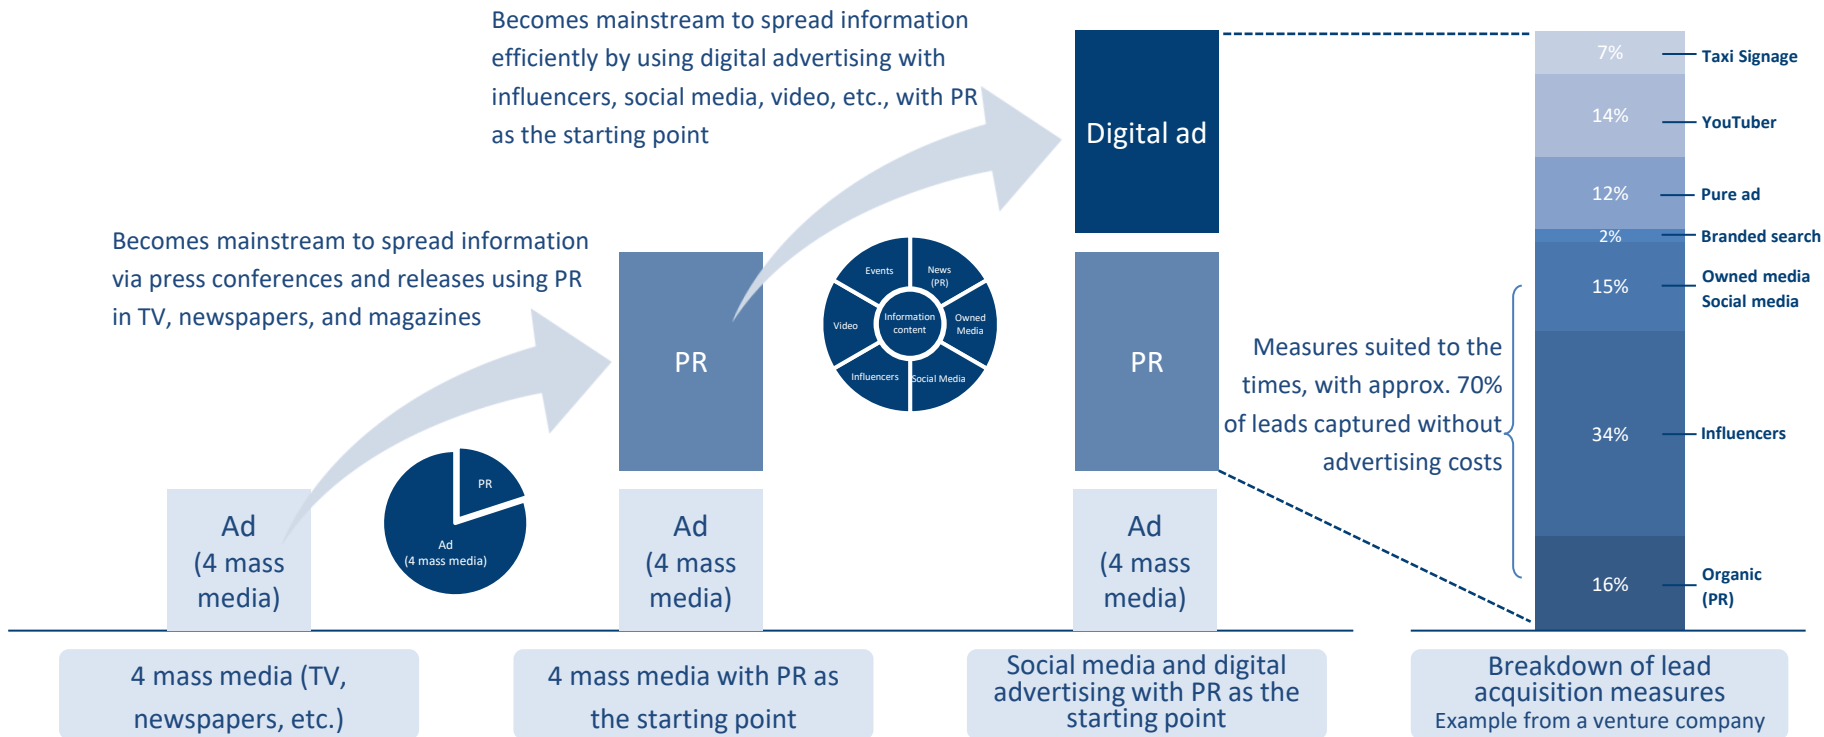 Becomes mainstream to spread information
efficiently by using digital advertising with
influencers, social media, video, etc., with PR
as the starting point
Becomes mainstream to spread information
via press conferences and releases using PR
in TV, newspapers, and magazines
Ad
(4 mass
media)
PR
Ad
(4 mass media)
PR
Ad
(4 mass
media)
Events
News
(PR)
Video
Information
content
Owned
Media
Influencers
Social Media
Digital ad
PR
Ad
(4 mass
media)
Measures suited to the
times, with approx. 70%
of leads captured without
advertising costs
7%
Taxi Signage
14%
YouTuber
12%
Pure ad
2%
Branded search
15%
Owned media
Social media
34%
Influencers
16%
Organic
(PR)
4 mass media (TV,
newspapers, etc.)
4 mass media with PR as
the starting point
Social media and digital
advertising with PR as the
starting point
Breakdown of lead
acquisition measures
Example from a venture company